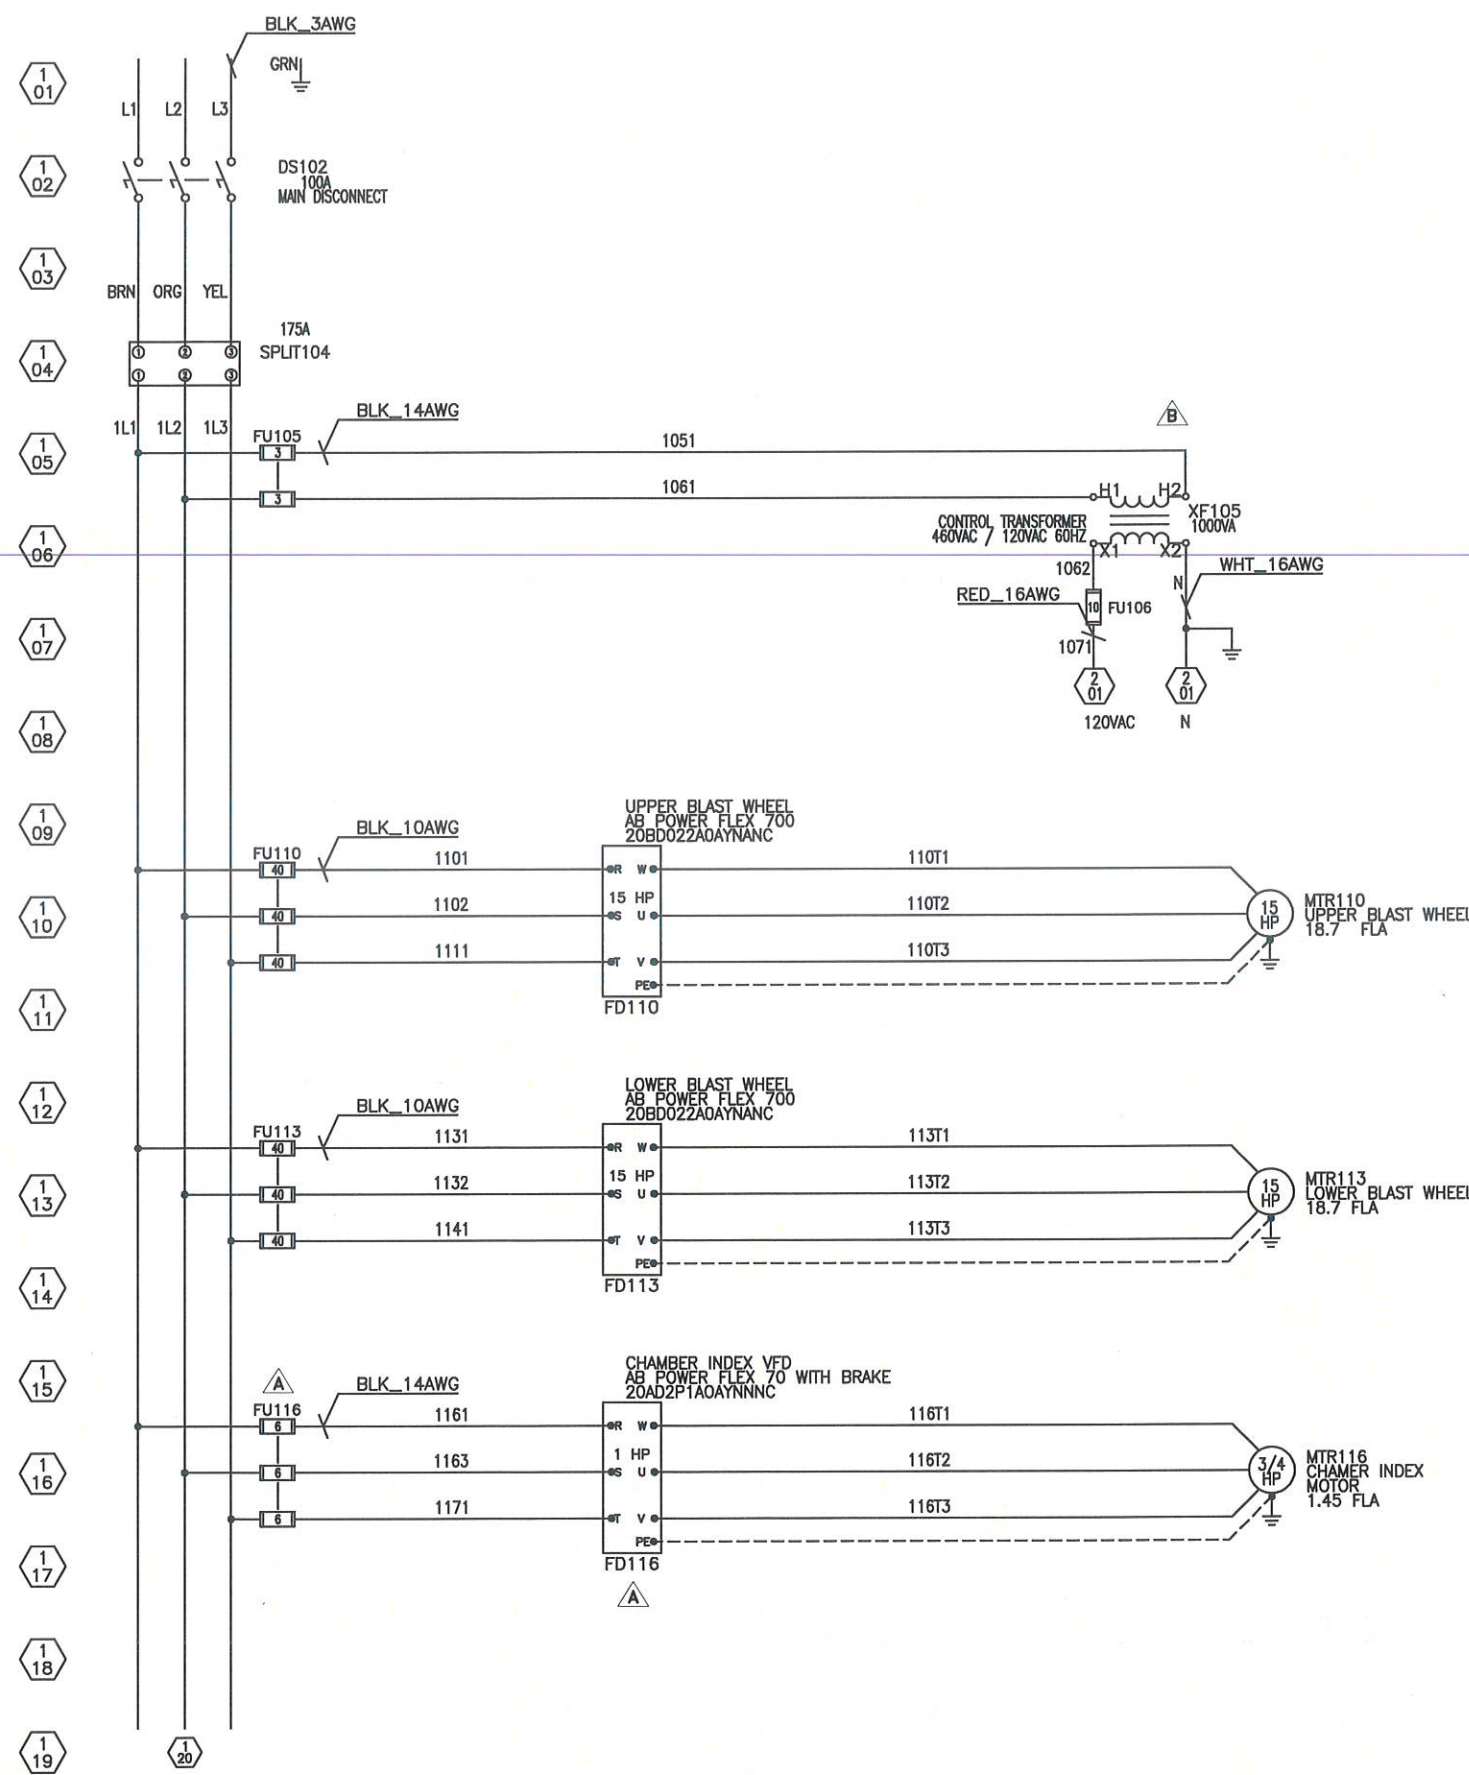 BLK_3AWG
GRN
1
01
L1 L2 L3
1
02
DS102
100A
MAIN DISCONNECT
1
03
BRN ORG YEL
175A
SPLIT104
1
04
1 2 3
1 2 3
1L1 1L2 1L3
BLK_14AWG
B
FU105
1
05
3
1051
3
1061
H1 H2
XF105
1000VA
CONTROL TRANSFORMER
460VAC / 120VAC 60HZ
X1 X2
1
06
1062
N
WHT_16AWG
RED_16AWG
10
FU106
1
07
1071
2
01
2
01
120VAC
N
1
08
UPPER BLAST WHEEL
AB POWER FLEX 700
20BD022A0AYNANC
1
09
BLK_10AWG
FU110
40
1101
R W
110T1
15 HP
1
10
40
1102
S U
110T2
15
HP
MTR110
UPPER BLAST WHEEL
18.7 FLA
40
1111
T V
110T3
PE
FD110
1
11
LOWER BLAST WHEEL
AB POWER FLEX 700
20BD022A0AYNANC
1
12
BLK_10AWG
FU113
40
1131
R W
113T1
15 HP
1
13
40
1132
S U
113T2
15
HP
MTR113
LOWER BLAST WHEEL
18.7 FLA
40
1141
T V
113T3
PE
FD113
1
14
CHAMBER INDEX VFD
AB POWER FLEX 70 WITH BRAKE
20AD2P1A0AYNNNC
1
15
A
BLK_14AWG
FU116
6
1161
R W
116T1
1 HP
1
16
6
1163
S U
116T2
3/4
HP
MTR116
CHAMER INDEX
MOTOR
1.45 FLA
6
1171
T V
116T3
PE
FD116
A
1
17
1
18
1
19
1
20